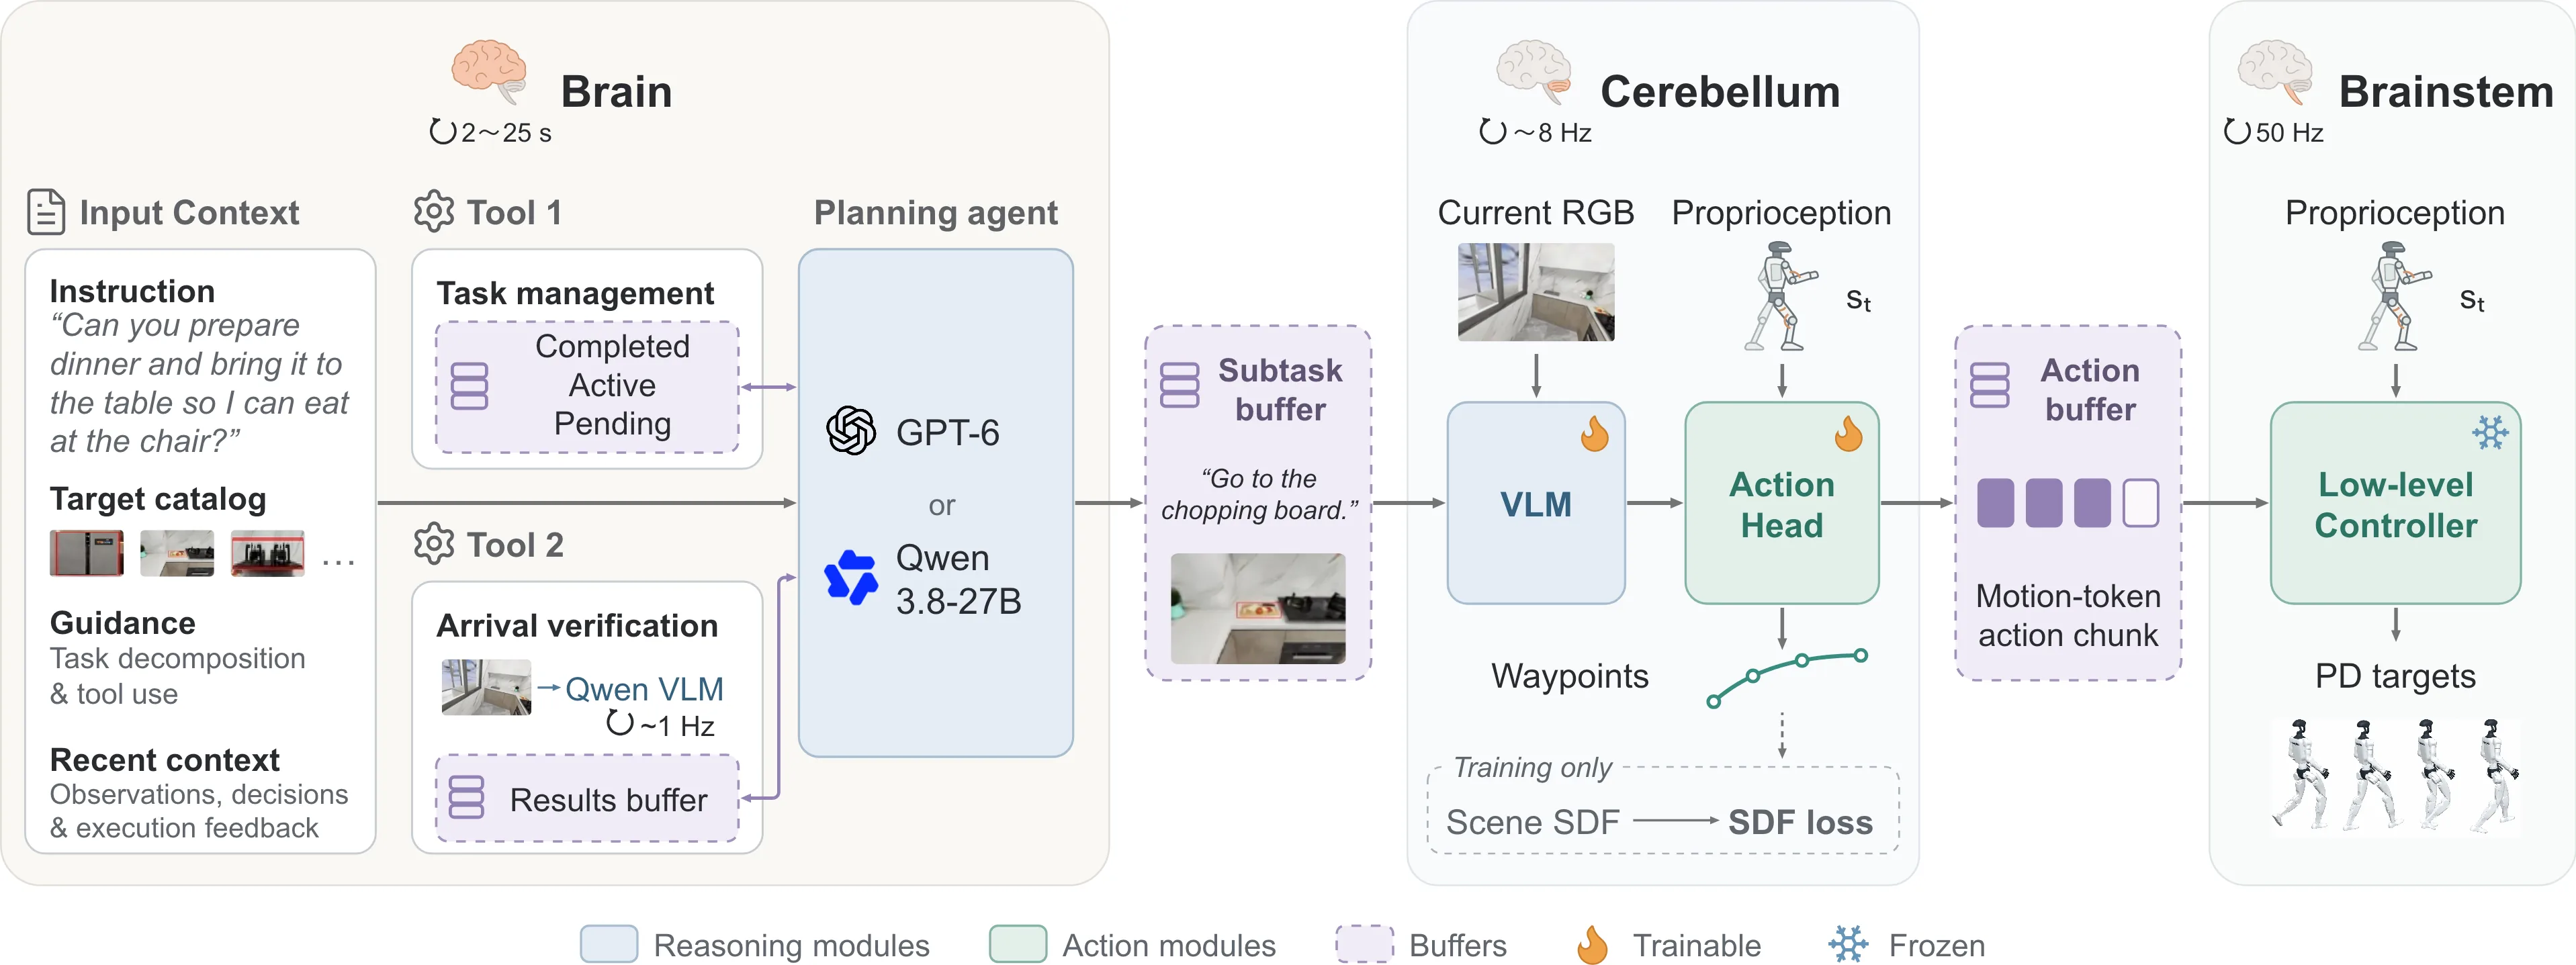 Brain
2～25 s
Input Context
Instruction
“Can you prepare
dinner and bring it to
the table so I can eat
at the chair?”
Target catalog
...
Guidance
Task decomposition
& tool use
Recent context
Observations, decisions
& execution feedback
Tool 1
Task management
Completed
Active
Pending
Tool 2
Arrival verification
Qwen VLM
~1 Hz
Results buffer
Planning agent
GPT-6
or
Qwen
3.8-27B
Subtask
buffer
“Go to the
chopping board.”
Cerebellum
～8 Hz
Current RGB
Proprioception
sₜ
VLM
Action
Head
Waypoints
Training only
Scene SDF
SDF loss
Action
buffer
Motion-token
action chunk
Brainstem
50 Hz
Proprioception
sₜ
Low-level
Controller
PD targets
Reasoning modules
Action modules
Buffers
Trainable
Frozen